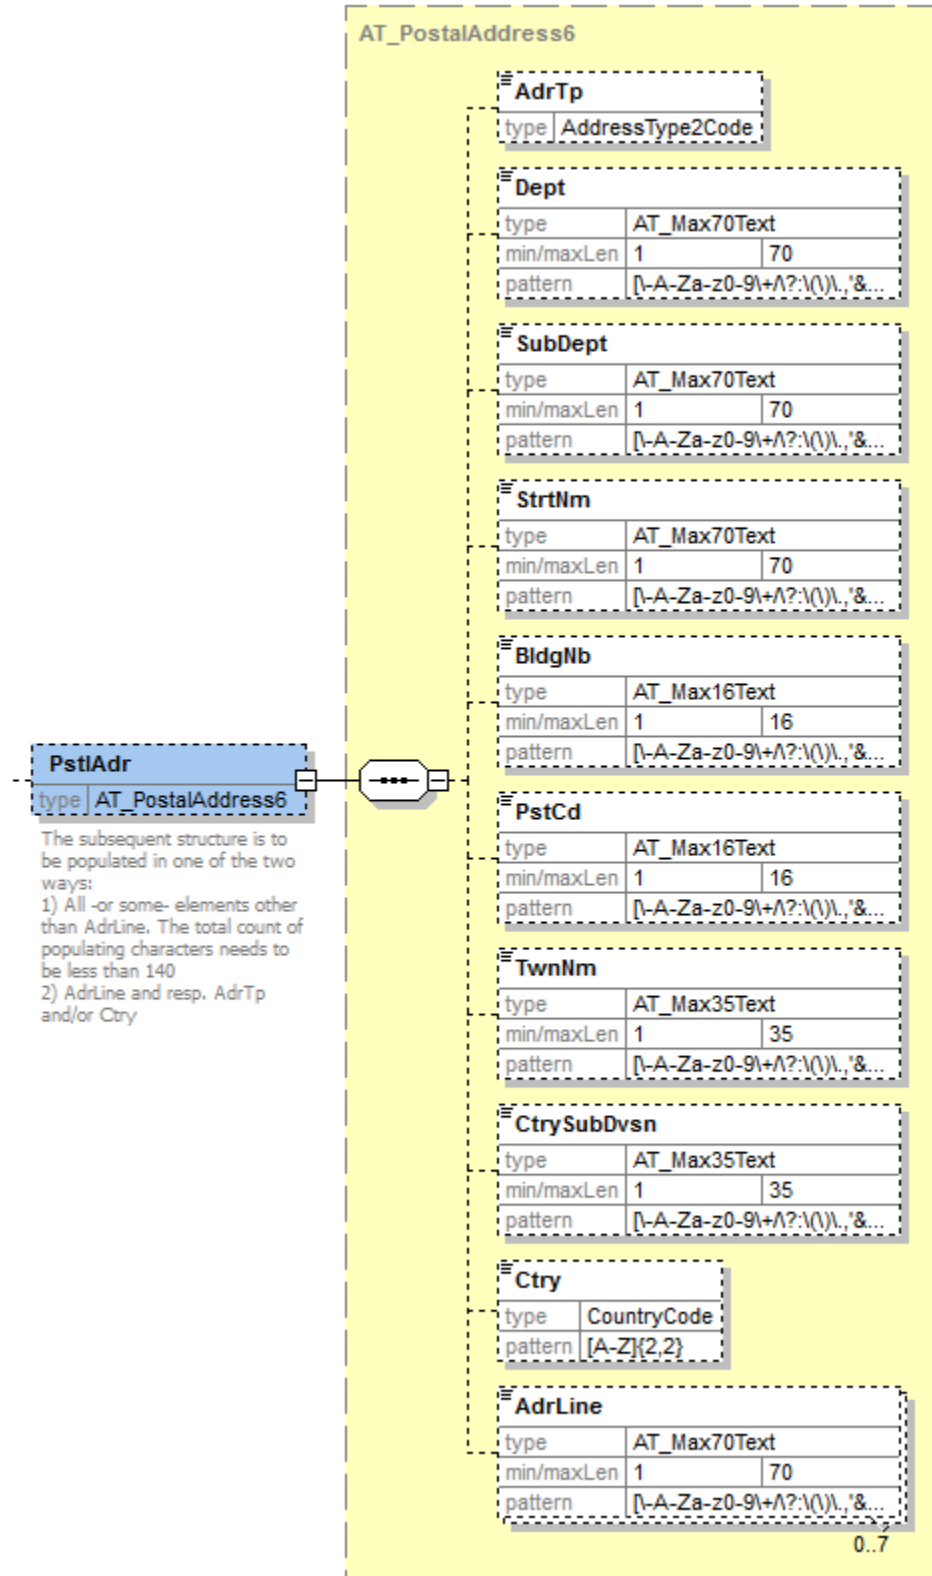 AT_PostalAddress6
AdrTp
type AddressType2Code
Dept
type AT_Max70Text
min/maxLen 1 70
pattern [\-A-Za-z0-9\+/\?:\(\)\.,'&...
SubDept
type AT_Max70Text
min/maxLen 1 70
pattern [\-A-Za-z0-9\+/\?:\(\)\.,'&...
StrtNm
type AT_Max70Text
min/maxLen 1 70
pattern [\-A-Za-z0-9\+/\?:\(\)\.,'&...
BldgNb
type AT_Max16Text
min/maxLen 1 16
pattern [\-A-Za-z0-9\+/\?:\(\)\.,'&...
PstlAdr
type AT_PostalAddress6
The subsequent structure is to
be populated in one of the two
ways:
1) All -or some- elements other
than AdrLine. The total count of
populating characters needs to
be less than 140
2) AdrLine and resp. AdrTp
and/or Ctry
PstCd
type AT_Max16Text
min/maxLen 1 16
pattern [\-A-Za-z0-9\+/\?:\(\)\.,'&...
TwnNm
type AT_Max35Text
min/maxLen 1 35
pattern [\-A-Za-z0-9\+/\?:\(\)\.,'&...
CtrySubDvsn
type AT_Max35Text
min/maxLen 1 35
pattern [\-A-Za-z0-9\+/\?:\(\)\.,'&...
Ctry
type CountryCode
pattern [A-Z]{2,2}
AdrLine
type AT_Max70Text
min/maxLen 1 70
pattern [\-A-Za-z0-9\+/\?:\(\)\.,'&...
0..7